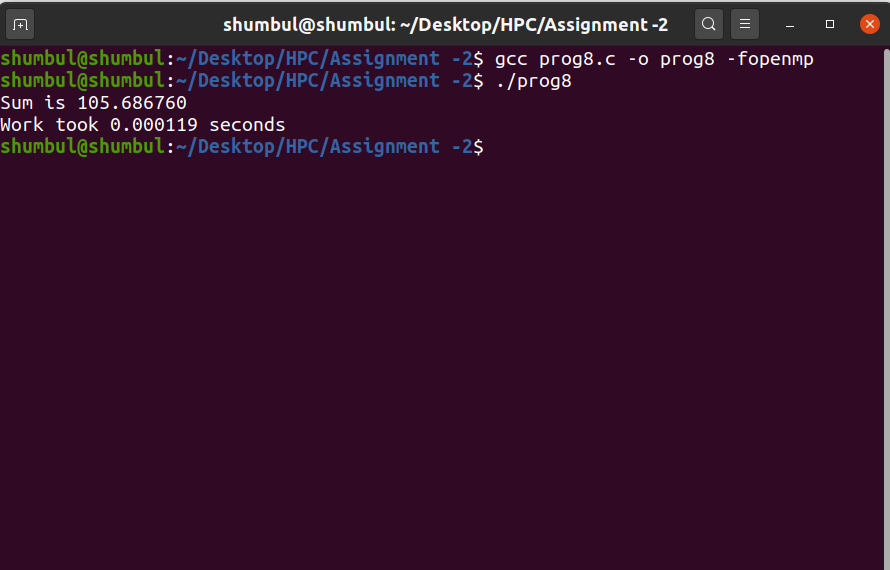 shumbul@shumbul: ~/Desktop/HPC/Assignment -2
shumbul@shumbul:~/Desktop/HPC/Assignment -2$ gcc prog8.c -o prog8 -fopenmp
shumbul@shumbul:~/Desktop/HPC/Assignment -2$ ./prog8
Sum is 105.686760
Work took 0.000119 seconds
shumbul@shumbul:~/Desktop/HPC/Assignment -2$